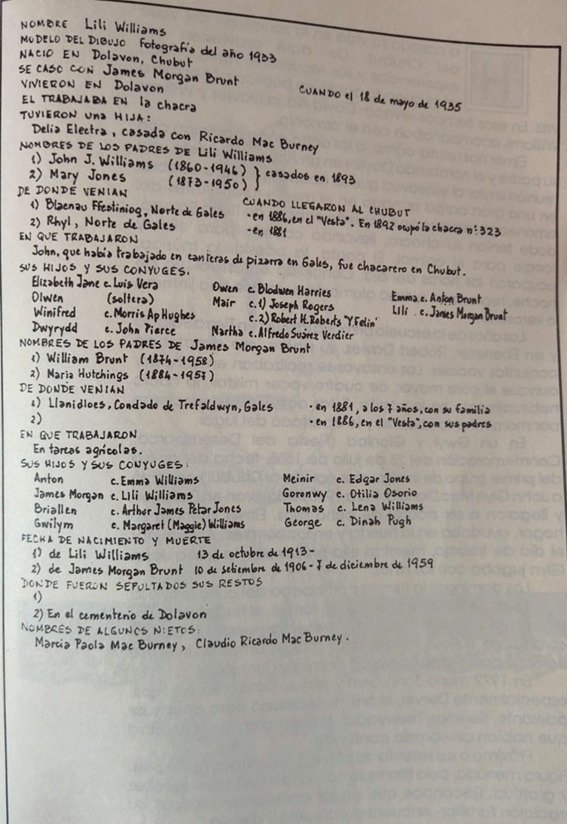 NOMBRE Lili Williams
MODELO DEL DIBUJO Fotografía del año 1933
NACIO EN Dolavon, Chubut
SE CASO CON James Morgan Brunt CUANDO el 18 de mayo de 1935
VIVIERON EN Dolavon
EL TRABAJABA EN la chacra
TUVIERON UNA HIJA:
Delia Electra, casada con Ricardo Mac Burney
NOMBRES DE LOS PADRES DE Lili Williams
1) John J. Williams (1860-1946) } casados en 1893
2) Mary Jones (1873-1950)
DE DONDE VENIAN CUANDO LLEGARON AL CHUBUT
1) Blaenau Ffestiniog, Norte de Gales - en 1886, en el "Vesta". En 1892 ocupó la chacra nº 323
2) Rhyl, Norte de Gales - en 1881
EN QUE TRABAJARON
John, que había trabajado en canteras de pizarra en Gales, fue chacarero en Chubut.
SUS HIJOS Y SUS CONYUGES.
Elizabeth Jane c. Luis Vera Owen c. Blodwen Harries Emma c. Anton Brunt
Olwen (soltera) Mair c. 1) Joseph Rogers Lili c. James Morgan Brunt
Winifred c. Morris Ap Hughes c. 2) Robert H. Roberts "Y Felin"
Dwyrydd c. John Pierce Martha c. Alfredo Suárez Verdier
NOMBRES DE LOS PADRES DE James Morgan Brunt
1) William Brunt (1874-1958)
2) Maria Hutchings (1884-1957)
DE DONDE VENIAN
1) Llanidloes, Condado de Trefaldwyn, Gales - en 1881, a los 7 años, con su familia
2) - en 1886, en el "Vesta", con sus padres
EN QUE TRABAJARON
En tareas agrícolas.
SUS HIJOS Y SUS CONYUGES:
Anton c. Emma Williams Meinir c. Edgar Jones
James Morgan c. Lili Williams Goronwy c. Otilia Osorio
Briallen c. Arthur James Peter Jones Thomas c. Lena Williams
Gwilym c. Margaret (Maggie) Williams George c. Dinah Pugh
FECHA DE NACIMIENTO Y MUERTE
1) de Lili Williams 13 de octubre de 1913 -
2) de James Morgan Brunt 10 de setiembre de 1906 - 7 de diciembre de 1959
DONDE FUERON SEPULTADOS SUS RESTOS
1)
2) En el cementerio de Dolavon
NOMBRES DE ALGUNOS NIETOS:
Marcia Paola Mac Burney, Claudio Ricardo Mac Burney.